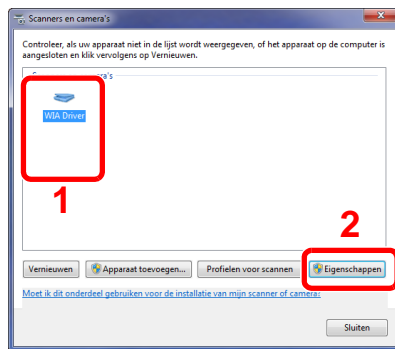 Scanners en camera's
Controleer, als uw apparaat niet in de lijst wordt weergegeven, of het apparaat op de computer is
aangesloten en klik vervolgens op Vernieuwen.
WIA Driver
1
2
Vernieuwen Apparaat toevoegen... Profielen voor scannen Eigenschappen
Moet ik dit onderdeel gebruiken voor de installatie van mijn scanner of camera?
Sluiten